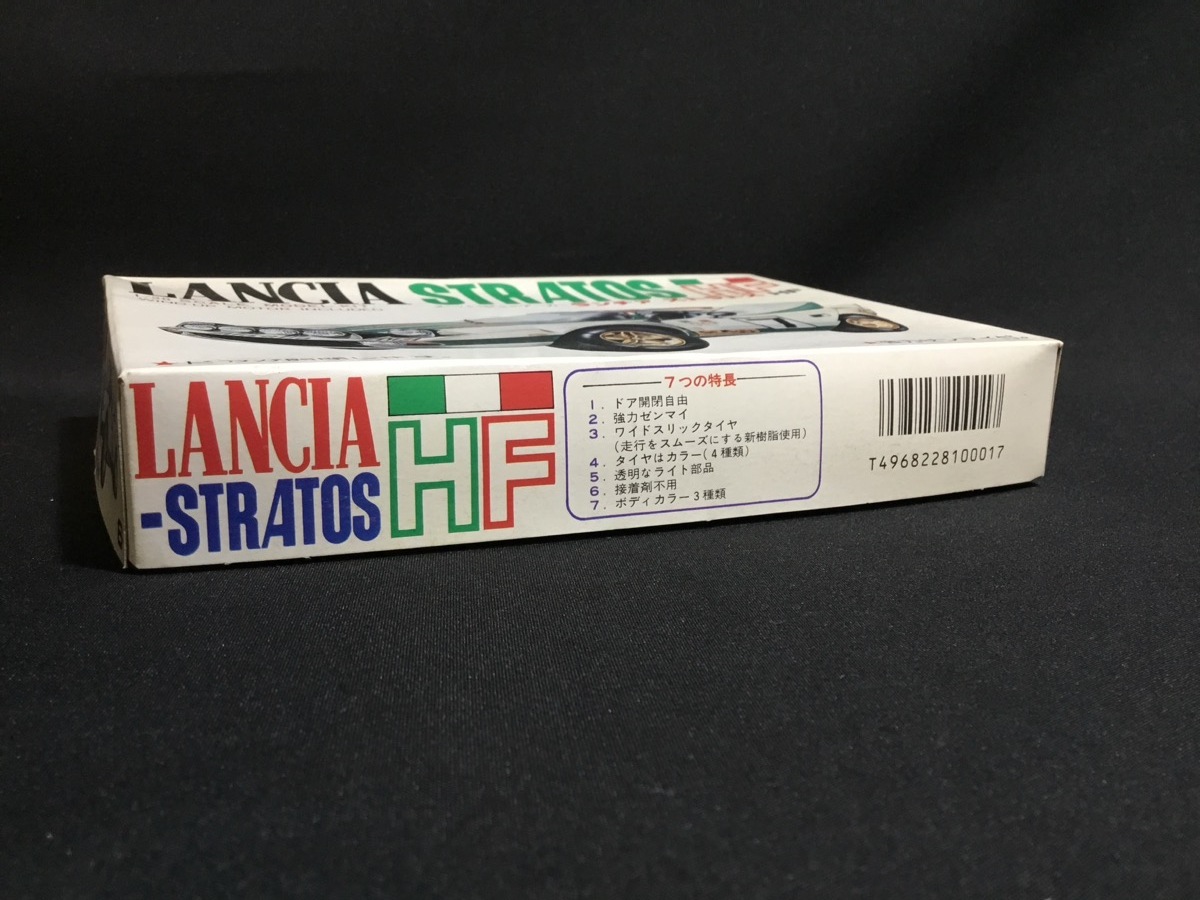 LANCIA STRATOS
LANCIA
-STRATOS
HF
7つの特長
1. ドア開閉自由
2. 強力ゼンマイ
3. ワイドスリックタイヤ
(走行をスムーズにする新樹脂使用)
4. タイヤはカラー(4種類)
5. 透明なライト部品
6. 接着剤不用
7. ボディカラー3種類
T4968228100017